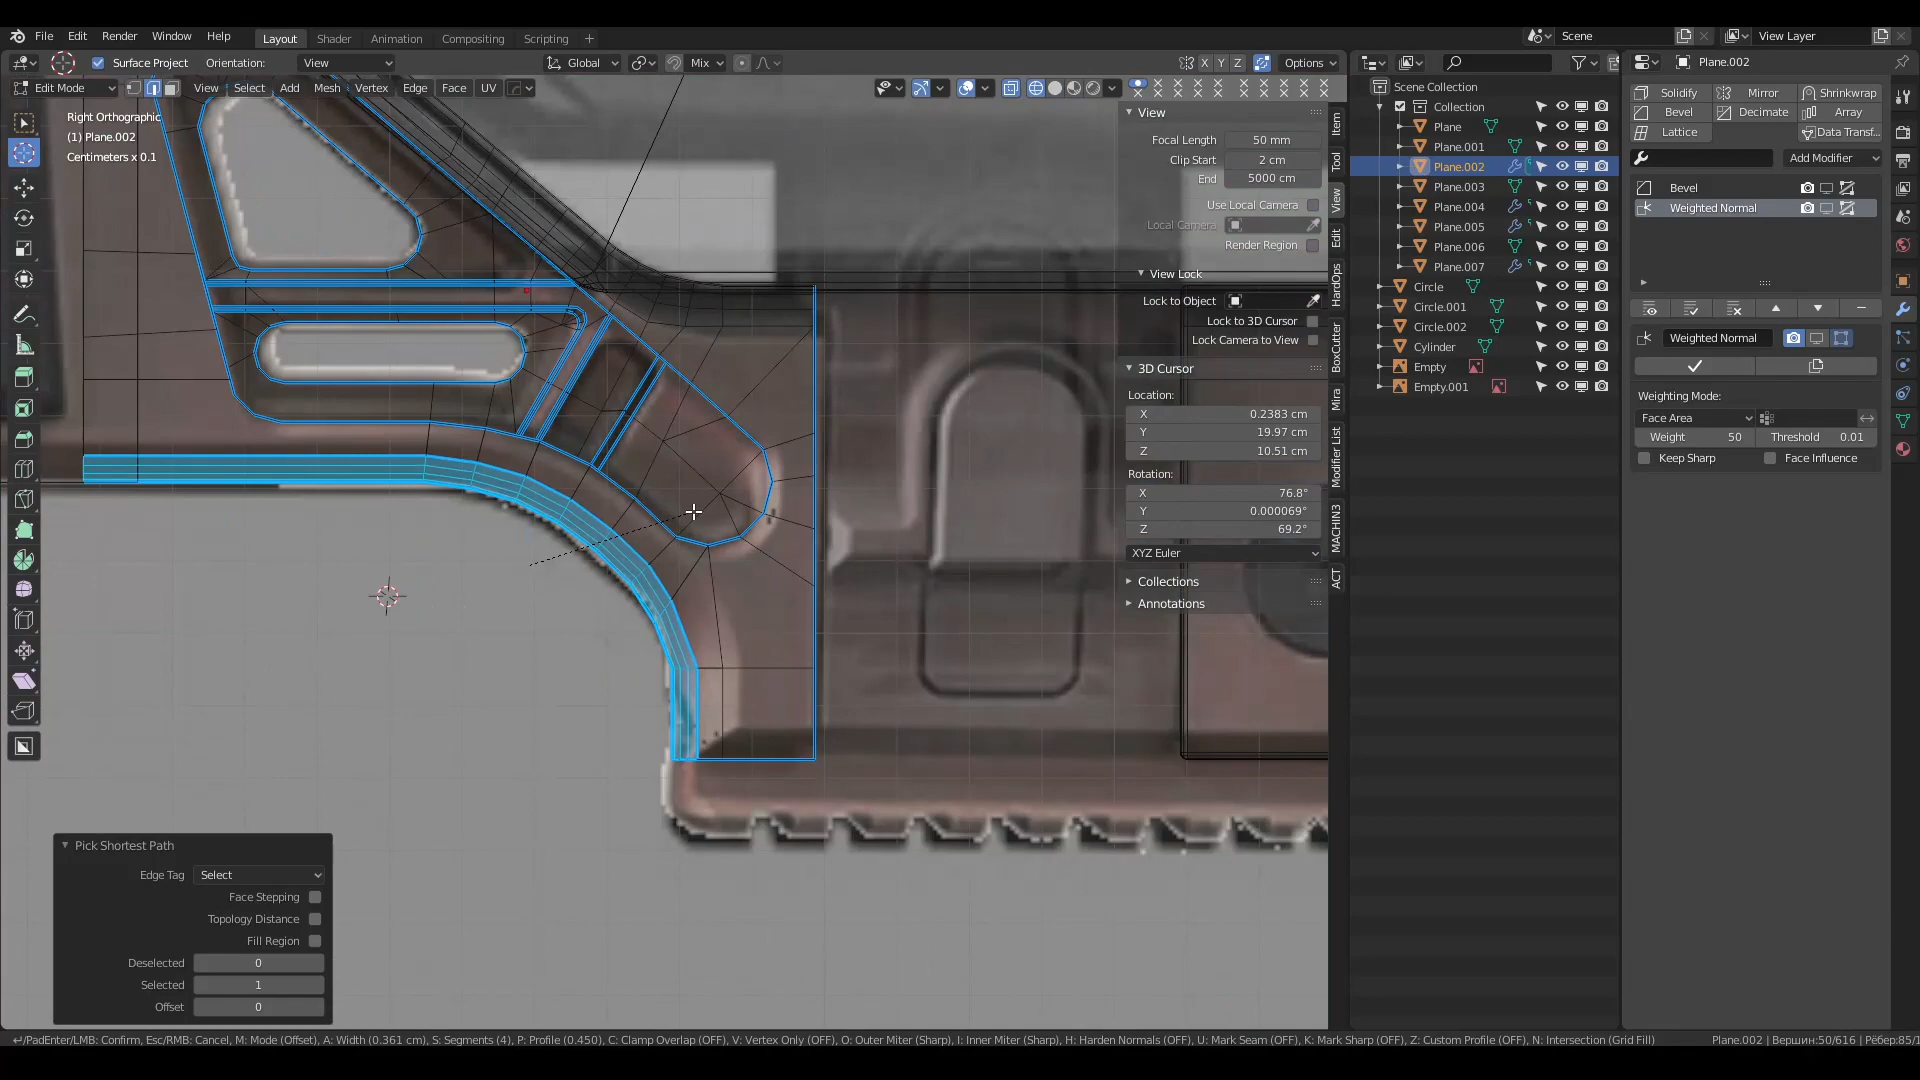 File Edit Render Window Help
Layout Shader Animation Compositing Scripting +
Scene
View Layer
Surface Project Orientation: View Global Mix X Y Z Options
Plane.002
Edit Mode View Select Add Mesh Vertex Edge Face UV
Right Orthographic
(1) Plane.002
Centimeters x 0.1
View
Focal Length 50 mm
Clip Start 2 cm
End 5000 cm
Use Local Camera
Local Camera
Render Region
View Lock
Lock to Object
Lock to 3D Cursor
Lock Camera to View
3D Cursor
Location:
X 0.2383 cm
Y 19.97 cm
Z 10.51 cm
Rotation:
X 76.8°
Y 0.000069°
Z 69.2°
XYZ Euler
Collections
Annotations
Item
Tool
View
Edit
HardOps
BoxCutter
Mira
Modifier List
MACHIN3
ACT
Scene Collection
Collection
Plane
Plane.001
Plane.002
Plane.003
Plane.004
Plane.005
Plane.006
Plane.007
Circle
Circle.001
Circle.002
Cylinder
Empty
Empty.001
Solidify Mirror Shrinkwrap
Bevel Decimate Array
Lattice Data Transf...
Add Modifier
Bevel
Weighted Normal
Weighted Normal
Weighting Mode:
Face Area
Weight 50 Threshold 0.01
Keep Sharp Face Influence
Pick Shortest Path
Edge Tag Select
Face Stepping
Topology Distance
Fill Region
Deselected 0
Selected 1
Offset 0
↵/PadEnter/LMB: Confirm, Esc/RMB: Cancel, M: Mode (Offset), A: Width (0.361 cm), S: Segments (4), P: Profile (0.450), C: Clamp Overlap (OFF), V: Vertex Only (OFF), O: Outer Miter (Sharp), I: Inner Miter (Sharp), H: Harden Normals (OFF), U: Mark Seam (OFF), K: Mark Sharp (OFF), Z: Custom Profile (OFF), N: Intersection (Grid Fill)
Plane.002 | Вершин:50/616 | Рёбер:85/1